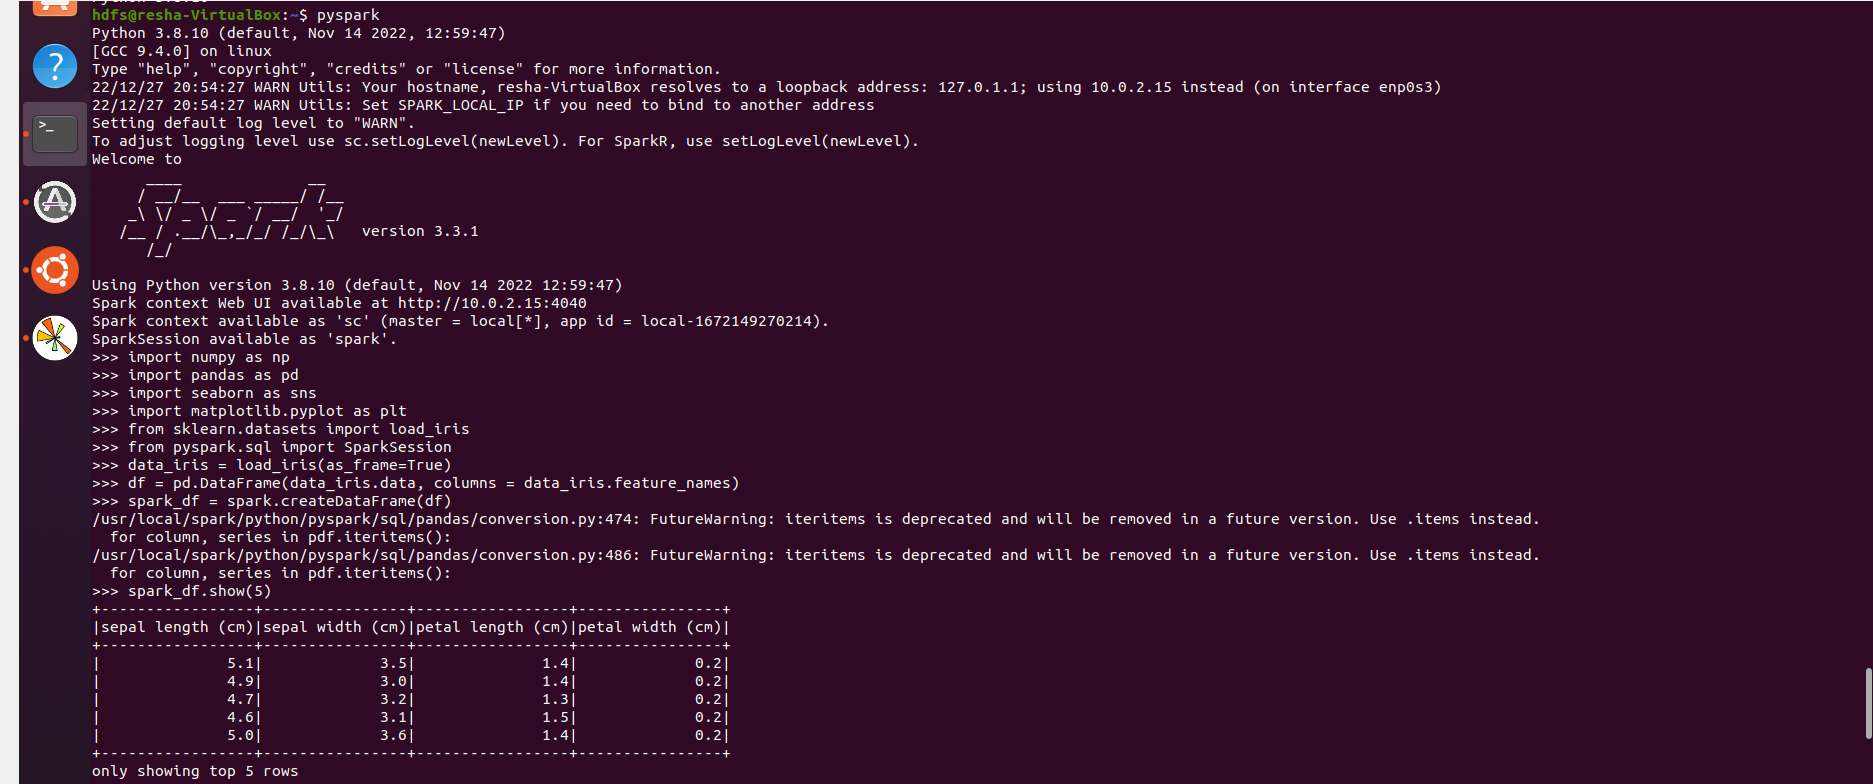 hdfs@resha-VirtualBox:~$ pyspark
Python 3.8.10 (default, Nov 14 2022, 12:59:47)
[GCC 9.4.0] on linux
Type "help", "copyright", "credits" or "license" for more information.
22/12/27 20:54:27 WARN Utils: Your hostname, resha-VirtualBox resolves to a loopback address: 127.0.1.1; using 10.0.2.15 instead (on interface enp0s3)
22/12/27 20:54:27 WARN Utils: Set SPARK_LOCAL_IP if you need to bind to another address
Setting default log level to "WARN".
To adjust logging level use sc.setLogLevel(newLevel). For SparkR, use setLogLevel(newLevel).
Welcome to
      ____              __
     / __/__  ___ _____/ /__
    _\ \/ _ \/ _ `/ __/  '_/
   /__ / .__/\_,_/_/ /_/\_\   version 3.3.1
      /_/
Using Python version 3.8.10 (default, Nov 14 2022 12:59:47)
Spark context Web UI available at http://10.0.2.15:4040
Spark context available as 'sc' (master = local[*], app id = local-1672149270214).
SparkSession available as 'spark'.
>>> import numpy as np
>>> import pandas as pd
>>> import seaborn as sns
>>> import matplotlib.pyplot as plt
>>> from sklearn.datasets import load_iris
>>> from pyspark.sql import SparkSession
>>> data_iris = load_iris(as_frame=True)
>>> df = pd.DataFrame(data_iris.data, columns = data_iris.feature_names)
>>> spark_df = spark.createDataFrame(df)
/usr/local/spark/python/pyspark/sql/pandas/conversion.py:474: FutureWarning: iteritems is deprecated and will be removed in a future version. Use .items instead.
  for column, series in pdf.iteritems():
/usr/local/spark/python/pyspark/sql/pandas/conversion.py:486: FutureWarning: iteritems is deprecated and will be removed in a future version. Use .items instead.
  for column, series in pdf.iteritems():
>>> spark_df.show(5)
+-----------------+----------------+-----------------+----------------+
|sepal length (cm)|sepal width (cm)|petal length (cm)|petal width (cm)|
+-----------------+----------------+-----------------+----------------+
|              5.1|             3.5|              1.4|             0.2|
|              4.9|             3.0|              1.4|             0.2|
|              4.7|             3.2|              1.3|             0.2|
|              4.6|             3.1|              1.5|             0.2|
|              5.0|             3.6|              1.4|             0.2|
+-----------------+----------------+-----------------+----------------+
only showing top 5 rows